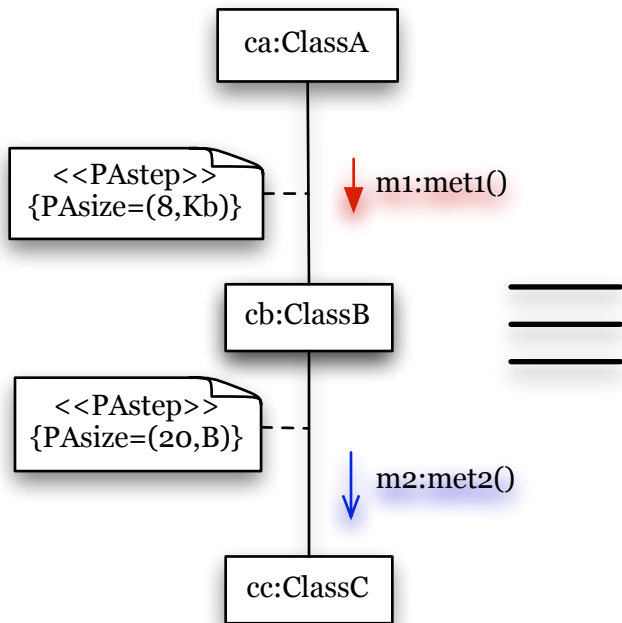 ca:ClassA
<<PAstep>>
{PAsize=(8,Kb)}
m1:met1()
cb:ClassB
<<PAstep>>
{PAsize=(20,B)}
m2:met2()
cc:ClassC